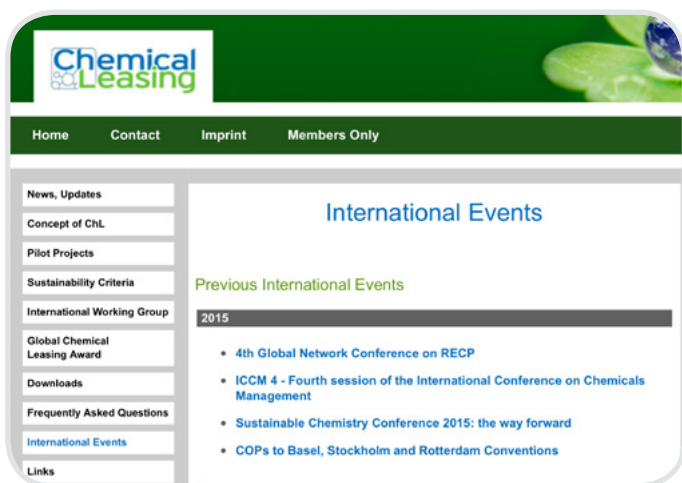 Chemical
Leasing
Home Contact Imprint Members Only
News, Updates
Concept of ChL
Pilot Projects
Sustainability Criteria
International Working Group
Global Chemical
Leasing Award
Downloads
Frequently Asked Questions
International Events
Links
International Events
Previous International Events
2015
4th Global Network Conference on RECP
ICCM 4 - Fourth session of the International Conference on Chemicals
Management
Sustainable Chemistry Conference 2015: the way forward
COPs to Basel, Stockholm and Rotterdam Conventions